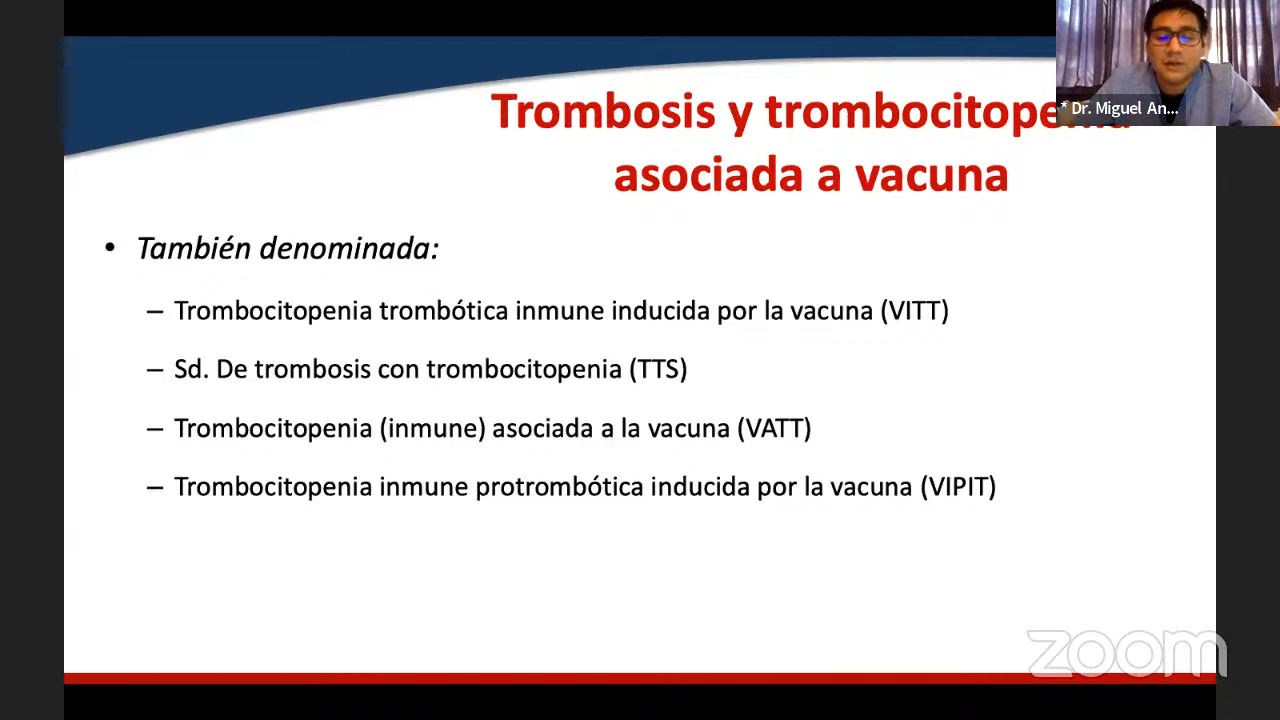 Trombosis y trombocitopenia
asociada a vacuna
* Dr. Miguel An...
• También denominada:
– Trombocitopenia trombótica inmune inducida por la vacuna (VITT)
– Sd. De trombosis con trombocitopenia (TTS)
– Trombocitopenia (inmune) asociada a la vacuna (VATT)
– Trombocitopenia inmune protrombótica inducida por la vacuna (VIPIT)
zoom